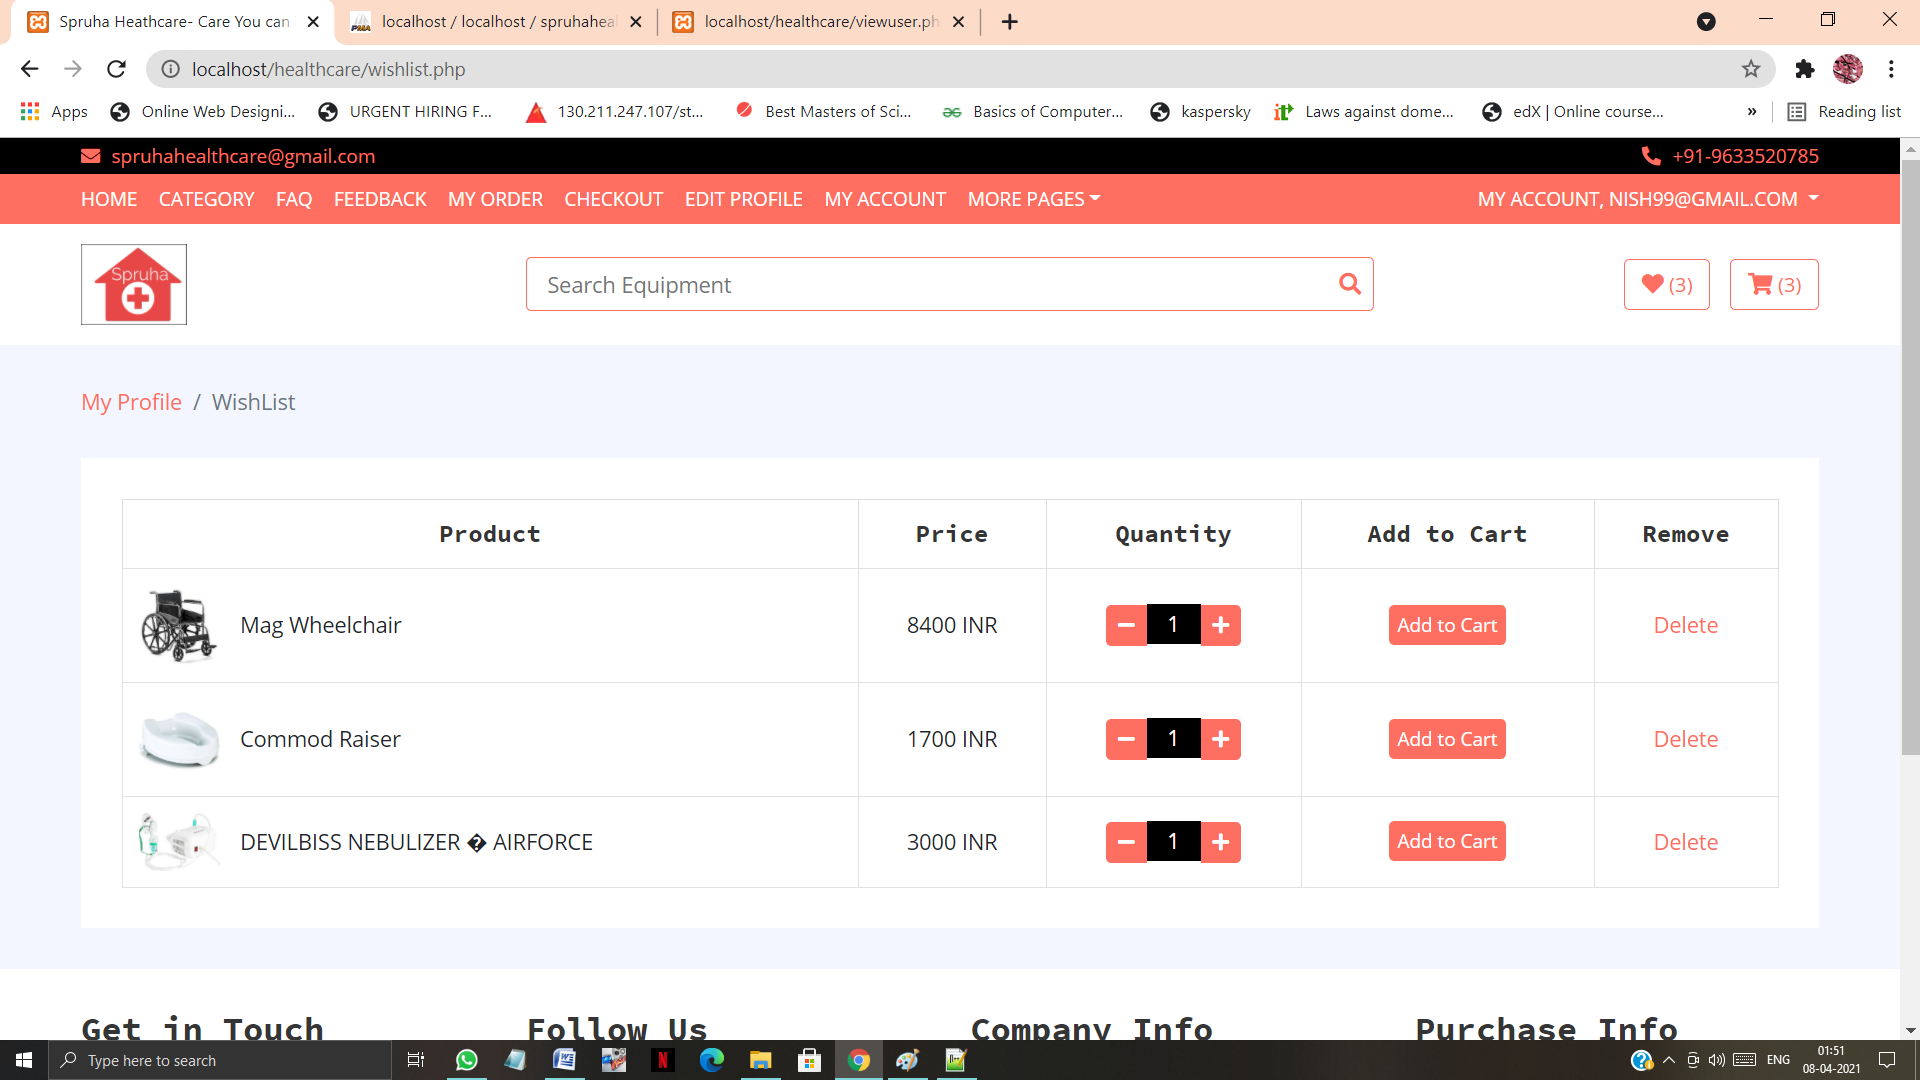 Spruha Heathcare- Care You can
localhost / localhost / spruhaheal
localhost/healthcare/viewuser.ph
localhost/healthcare/wishlist.php
Apps
Online Web Designi...
URGENT HIRING F...
130.211.247.107/st...
Best Masters of Sci...
Basics of Computer...
kaspersky
Laws against dome...
edX | Online course...
»
Reading list
spruhahealthcare@gmail.com
+91-9633520785
HOME CATEGORY FAQ FEEDBACK MY ORDER CHECKOUT EDIT PROFILE MY ACCOUNT MORE PAGES
MY ACCOUNT, NISH99@GMAIL.COM
Spruha
Search Equipment
(3)
(3)
My Profile / WishList
Product Price Quantity Add to Cart Remove
Mag Wheelchair 8400 INR 1 Add to Cart Delete
Commod Raiser 1700 INR 1 Add to Cart Delete
DEVILBISS NEBULIZER � AIRFORCE 3000 INR 1 Add to Cart Delete
Get in Touch Follow Us Company Info Purchase Info
Type here to search
ENG
01:51
08-04-2021